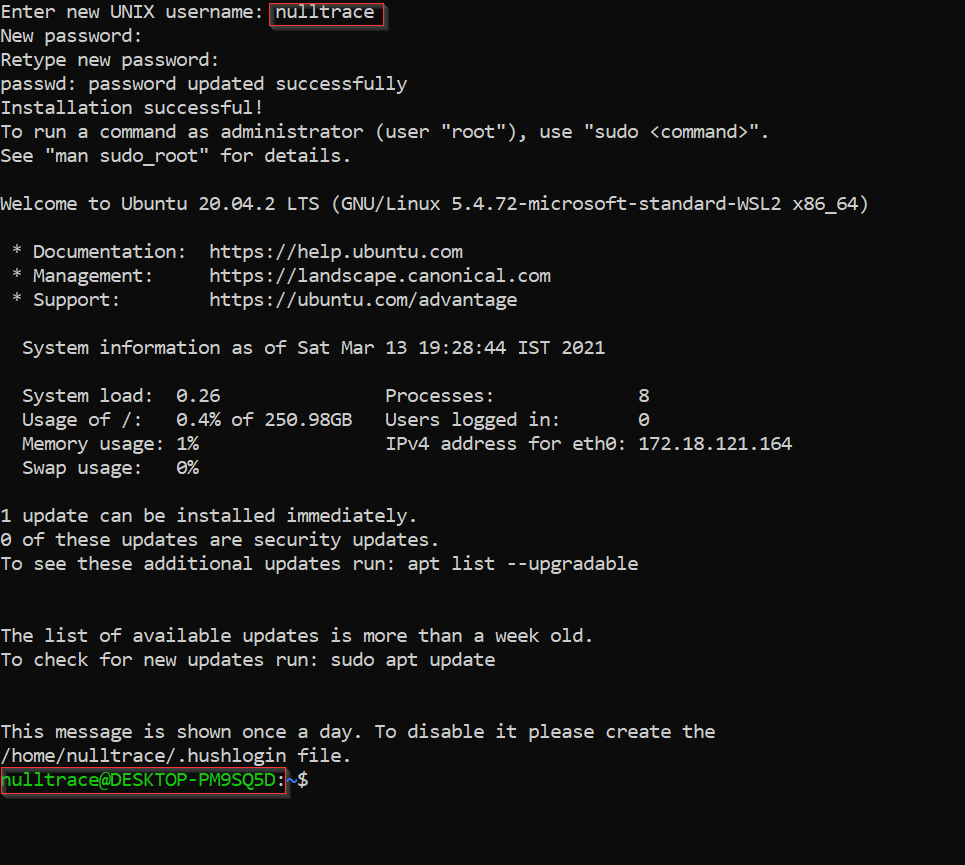 Enter new UNIX username: nulltrace
New password:
Retype new password:
passwd: password updated successfully
Installation successful!
To run a command as administrator (user "root"), use "sudo <command>".
See "man sudo_root" for details.
Welcome to Ubuntu 20.04.2 LTS (GNU/Linux 5.4.72-microsoft-standard-WSL2 x86_64)
* Documentation:  https://help.ubuntu.com
* Management:     https://landscape.canonical.com
* Support:        https://ubuntu.com/advantage
System information as of Sat Mar 13 19:28:44 IST 2021
System load:  0.26               Processes:             8
Usage of /:   0.4% of 250.98GB   Users logged in:       0
Memory usage: 1%                 IPv4 address for eth0: 172.18.121.164
Swap usage:   0%
1 update can be installed immediately.
0 of these updates are security updates.
To see these additional updates run: apt list --upgradable
The list of available updates is more than a week old.
To check for new updates run: sudo apt update
This message is shown once a day. To disable it please create the
/home/nulltrace/.hushlogin file.
nulltrace@DESKTOP-PM9SQ5D:~$